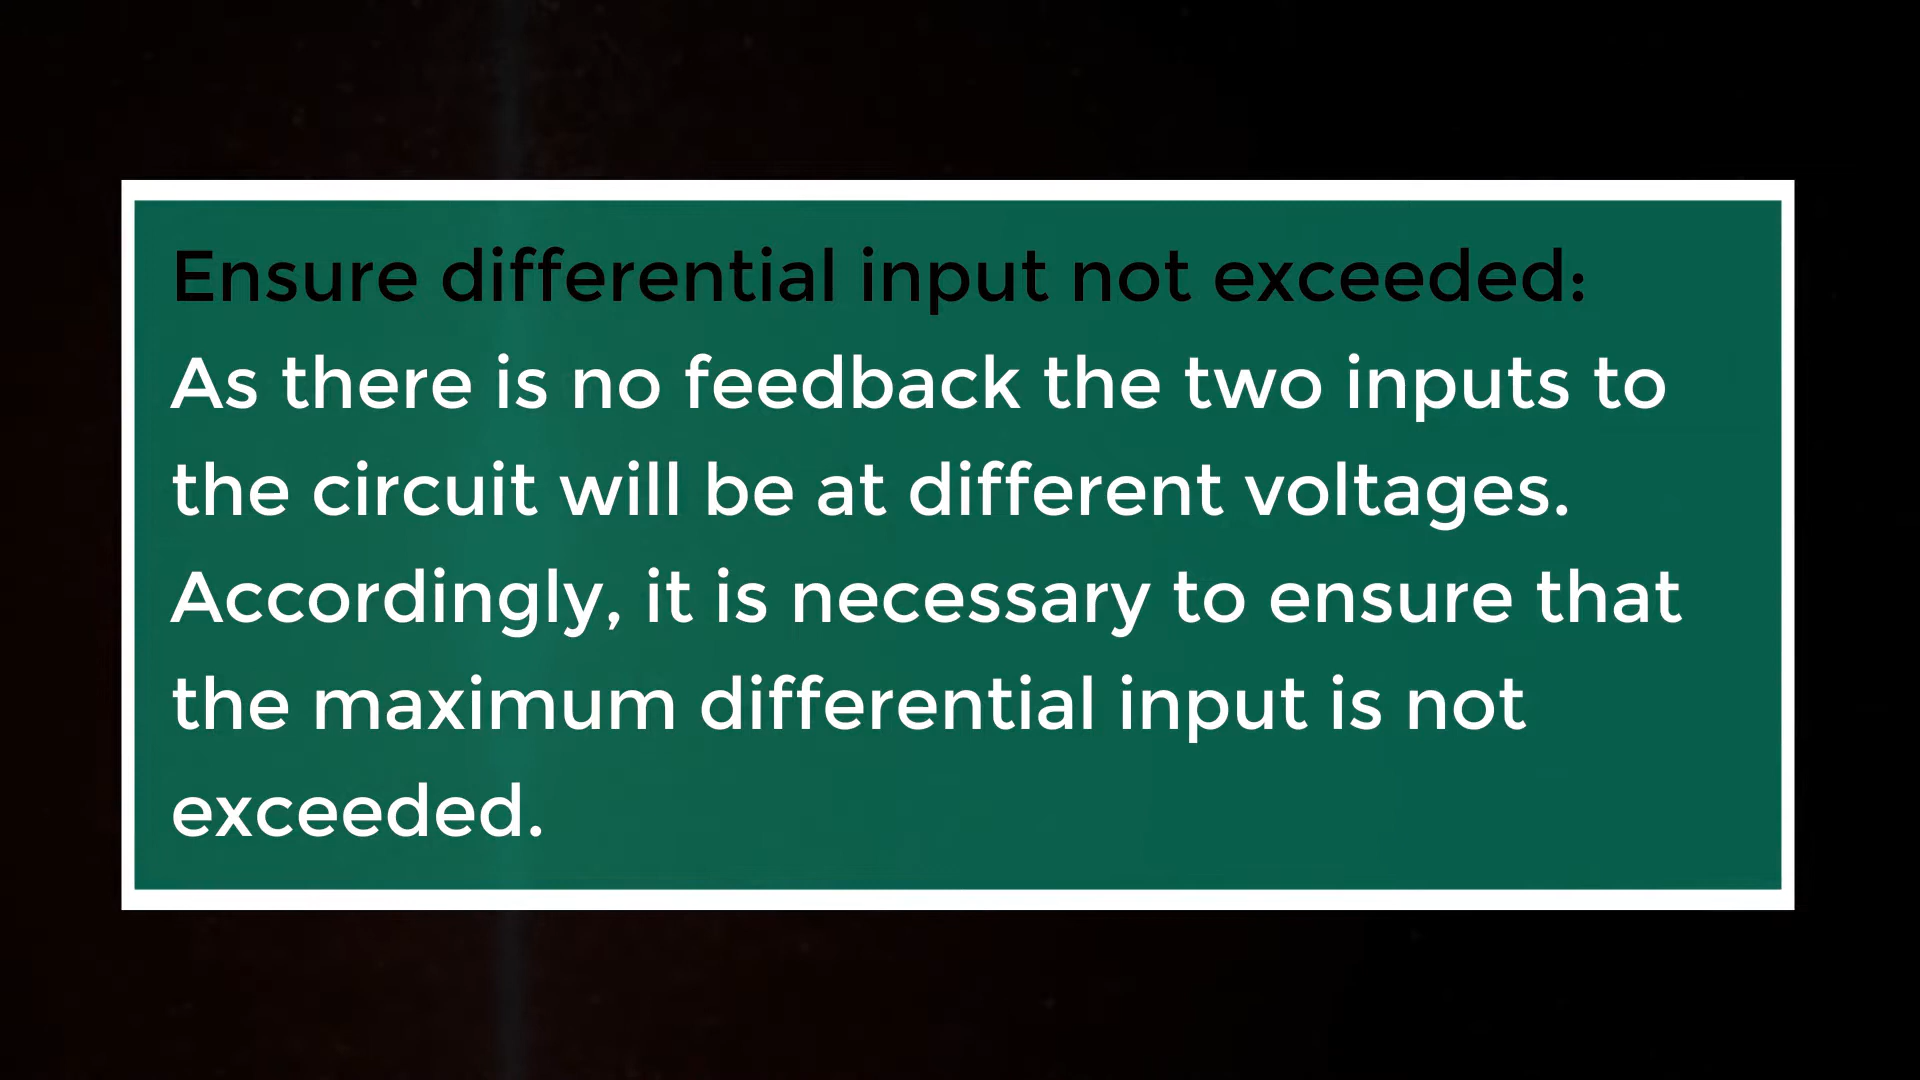 Ensure differential input not exceeded:
As there is no feedback the two inputs to
the circuit will be at different voltages.
Accordingly, it is necessary to ensure that
the maximum differential input is not
exceeded.